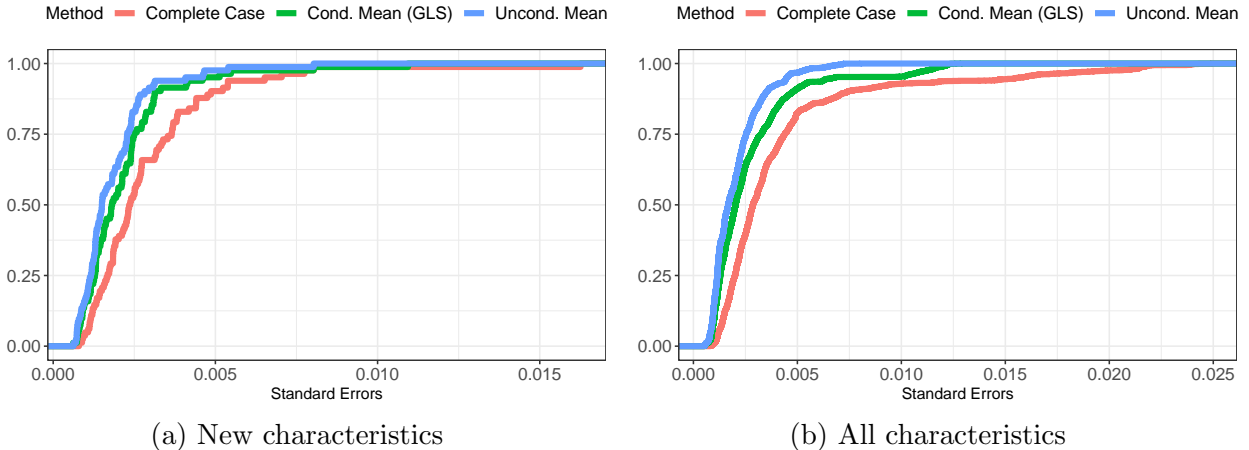 Method Complete Case Cond. Mean (GLS) Uncond. Mean
1.00
0.75
0.50
0.25
0.00
0.000 0.005 0.010 0.015
Standard Errors
(a) New characteristics
Method Complete Case Cond. Mean (GLS) Uncond. Mean
1.00
0.75
0.50
0.25
0.00
0.000 0.005 0.010 0.015 0.020 0.025
Standard Errors
(b) All characteristics